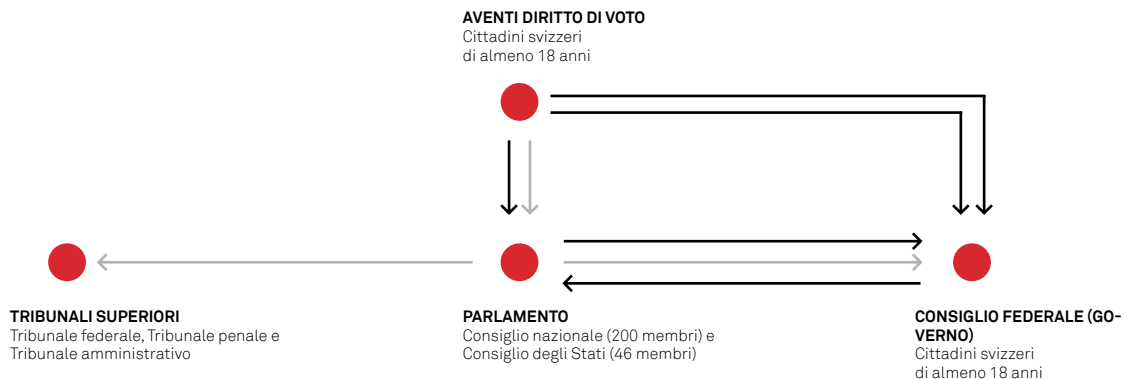 AVENTI DIRITTO DI VOTO
Cittadini svizzeri
di almeno 18 anni
TRIBUNALI SUPERIORI
Tribunale federale, Tribunale penale e
Tribunale amministrativo
PARLAMENTO
Consiglio nazionale (200 membri) e
Consiglio degli Stati (46 membri)
CONSIGLIO FEDERALE (GO-
VERNO)
Cittadini svizzeri
di almeno 18 anni